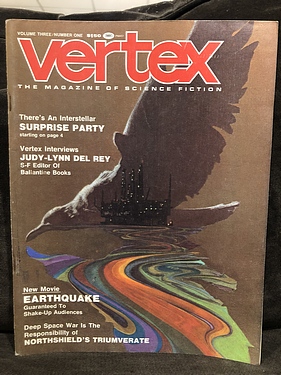 VOLUME THREE/NUMBER ONE $1.50
vertex
THE MAGAZINE OF SCIENCE FICTION
There's An Interstellar
SURPRISE PARTY
starting on page 4
Vertex Interviews
JUDY-LYNN DEL REY
S-F Editor Of
Ballantine Books
New Movie
EARTHQUAKE
Guaranteed To
Shake-Up Audiences
Deep Space War Is The
Responsibility of
NORTHSHIELD'S TRIUMVERATE